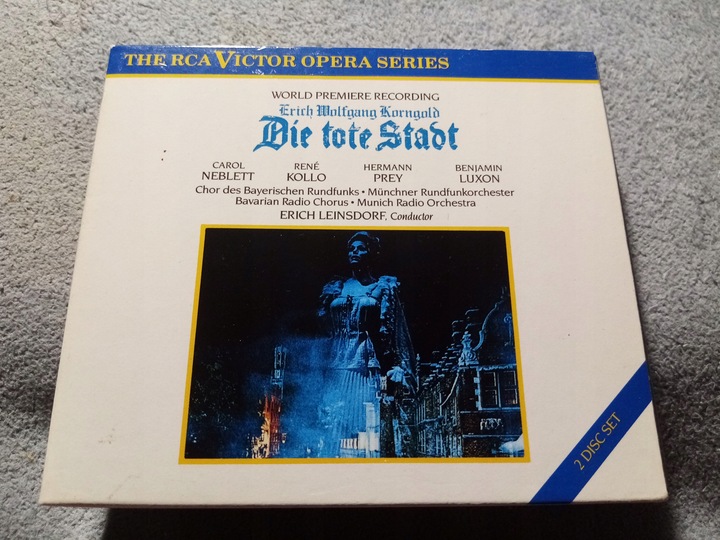 THE RCA VICTOR OPERA SERIES
WORLD PREMIERE RECORDING
Erich Wolfgang Korngold
Die tote Stadt
CAROL NEBLETT
RENÉ KOLLO
HERMANN PREY
BENJAMIN LUXON
Chor des Bayerischen Rundfunks • Münchner Rundfunkorchester
Bavarian Radio Chorus • Munich Radio Orchestra
ERICH LEINSDORF, Conductor
2 DISC SET